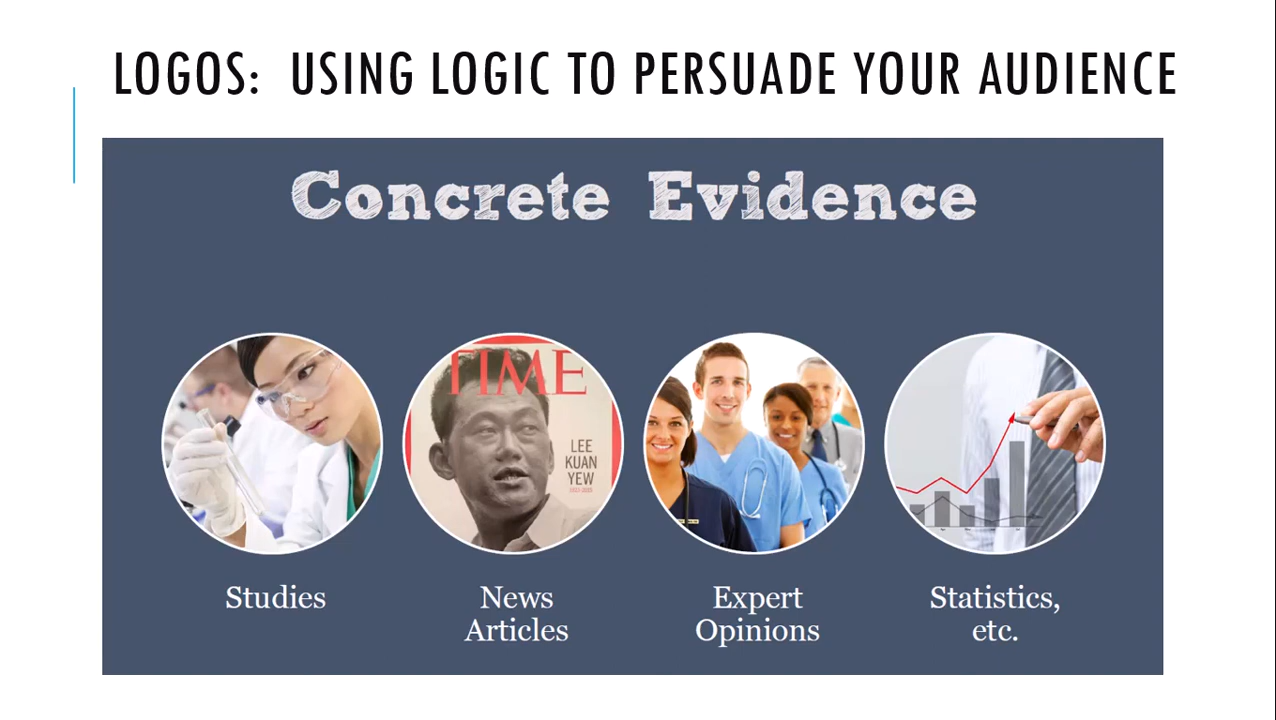 LOGOS: USING LOGIC TO PERSUADE YOUR AUDIENCE
Concrete Evidence
TIME
LEE
KUAN
YEW
Studies
News
Articles
Expert
Opinions
Statistics,
etc.